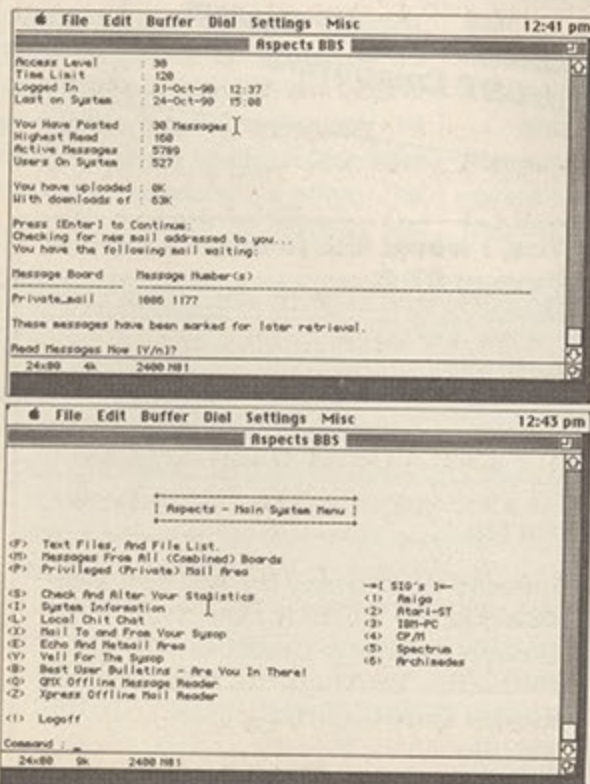 File Edit Buffer Dial Settings Misc 12:41 pm
Aspects BBS
Access Level : 30
Time Limit : 120
Logged In : 31-Oct-90 12:37
Last on System : 24-Oct-90 15:08
You Have Posted : 30 Messages
Highest Read : 160
Active Messages : 5789
Users On System : 527
You have uploaded : 0K
With downloads of : 63K
Press [Enter] to Continue:
Checking for new mail addressed to you...
You have the following mail waiting:
Message Board Message Number(s)
Private_mail 1006 1177
These messages have been marked for later retrieval.
Read Messages Now [Y/n]?
24x80 4k 2400 N81
File Edit Buffer Dial Settings Misc 12:43 pm
Aspects BBS
[ Aspects - Main System Menu ]
<F> Text Files, And File List.
<M> Messages From All (Combined) Boards
<P> Privileged (Private) Mail Area
<S> Check And Alter Your Statistics
<I> System Information
<L> Local Chit Chat
<X> Mail To and From Your Sysop
<E> Echo And Netmail Area
<Y> Yell For The Sysop
<B> Best User Bulletins - Are You In There!
<Q> QMX Offline Message Reader
<Z> Xpress Offline Mail Reader
<!> Logoff
-=[ SIG's ]=-
<1> Amiga
<2> Atari-ST
<3> IBM-PC
<4> CP/M
<5> Spectrum
<6> Archimedes
Command : _
24x80 9k 2400 N81